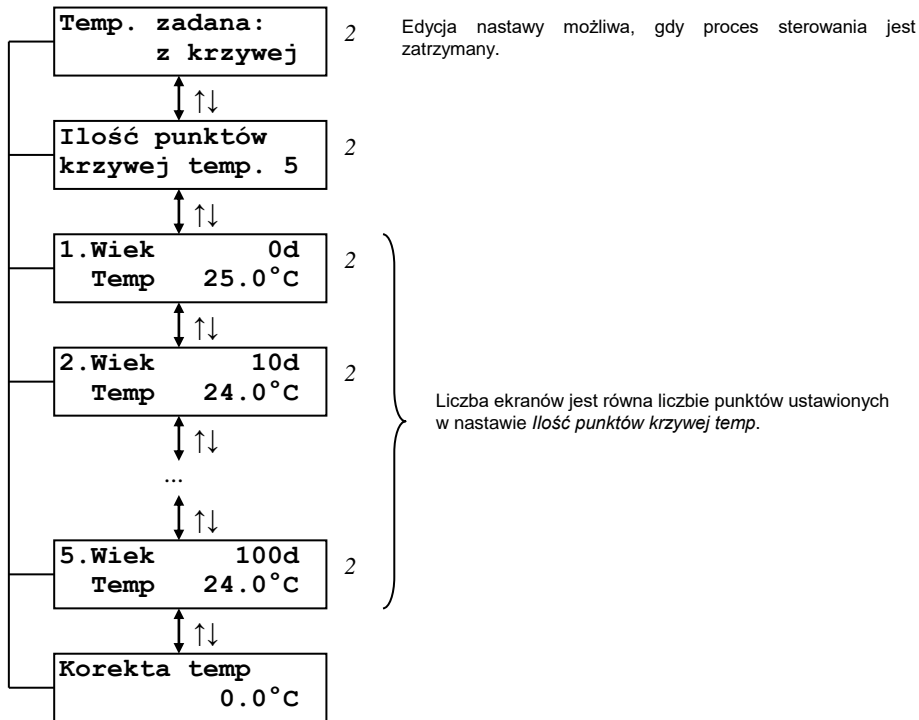 Temp. zadana:
z krzywej
2
Edycja nastawy możliwa, gdy proces sterowania jest
zatrzymany.
↑↓
Ilość punktów
krzywej temp. 5
2
↑↓
1.Wiek 0d
Temp 25.0°C
2
↑↓
2.Wiek 10d
Temp 24.0°C
2
Liczba ekranów jest równa liczbie punktów ustawionych
w nastawie Ilość punktów krzywej temp.
↑↓
...
↑↓
5.Wiek 100d
Temp 24.0°C
2
↑↓
Korekta temp
0.0°C